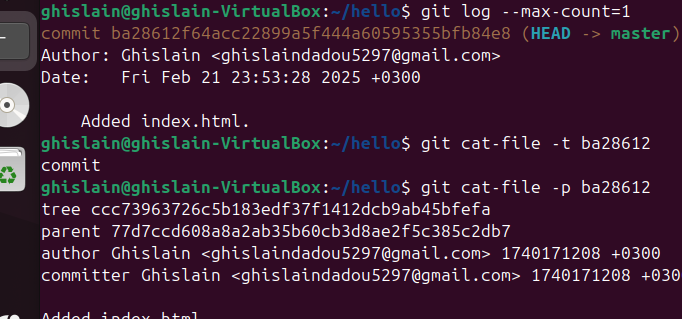 ghislain@ghislain-VirtualBox:~/hello$ git log --max-count=1
commit ba28612f64acc22899a5f444a60595355bfb84e8 (HEAD -> master)
Author: Ghislain <ghislaindadou5297@gmail.com>
Date:   Fri Feb 21 23:53:28 2025 +0300
    Added index.html.
ghislain@ghislain-VirtualBox:~/hello$ git cat-file -t ba28612
commit
ghislain@ghislain-VirtualBox:~/hello$ git cat-file -p ba28612
tree ccc73963726c5b183edf37f1412dcb9ab45bfefa
parent 77d7ccd608a8a2ab35b60cb3d8ae2f5c385c2db7
author Ghislain <ghislaindadou5297@gmail.com> 1740171208 +0300
committer Ghislain <ghislaindadou5297@gmail.com> 1740171208 +030
Added index.html